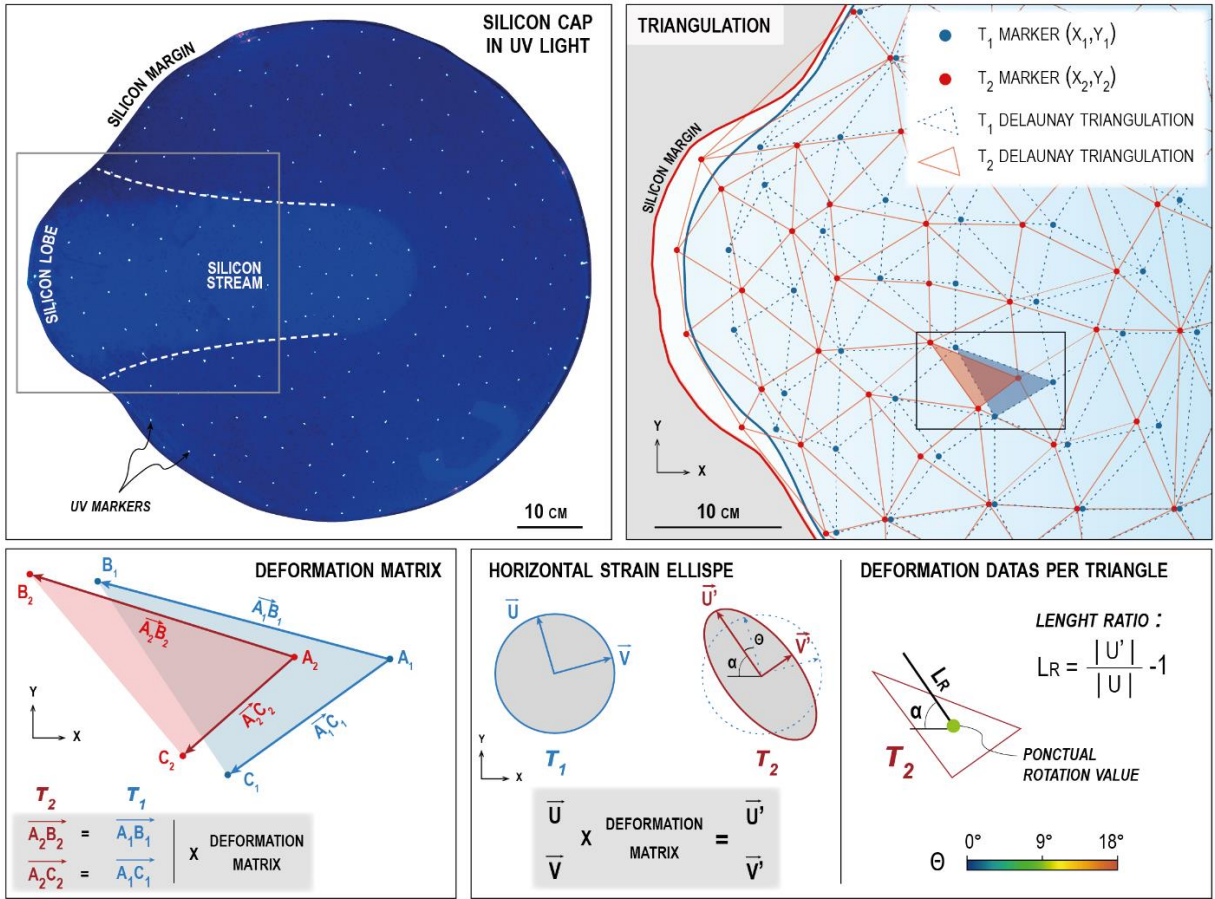 SILICON CAP
IN UV LIGHT
SILICON MARGIN
SILICON LOBE
SILICON
STREAM
UV MARKERS
10 CM
TRIANGULATION
T₁ MARKER (X₁,Y₁)
T₂ MARKER (X₂,Y₂)
T₁ DELAUNAY TRIANGULATION
T₂ DELAUNAY TRIANGULATION
SILICON MARGIN
Y
X
10 CM
DEFORMATION MATRIX
B₂
B₁
A₁B₁
A₂B₂
A₂
A₁
A₂C₂
A₁C₁
C₂
C₁
Y
X
T₂ T₁
A₂B₂ = A₁B₁
A₂C₂ = A₁C₁
X DEFORMATION
MATRIX
HORIZONTAL STRAIN ELLISPE
U
V
T₁
U'
V'
Θ
α
T₂
Y
X
U
V
X DEFORMATION
MATRIX
=
U'
V'
DEFORMATION DATAS PER TRIANGLE
LENGHT RATIO :
LR = |U'| / |U| -1
LR
α
T₂
PONCTUAL
ROTATION VALUE
0° 9° 18°
Θ